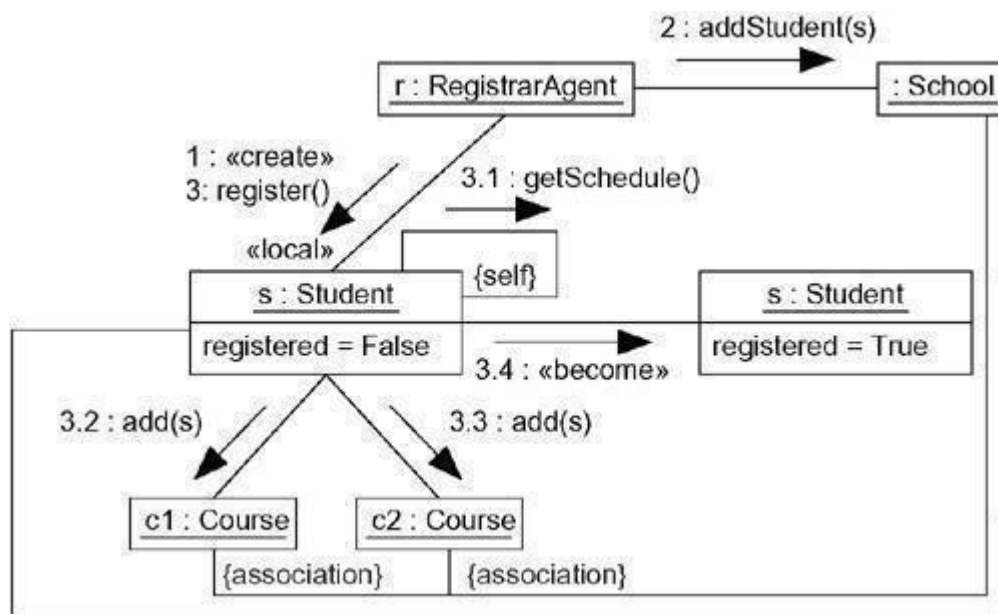 2 : addStudent(s)
r : RegistrarAgent
: School
1 : «create»
3: register()
3.1 : getSchedule()
«local»
{self}
s : Student
registered = False
s : Student
registered = True
3.4 : «become»
3.2 : add(s)
3.3 : add(s)
c1 : Course
c2 : Course
{association}
{association}